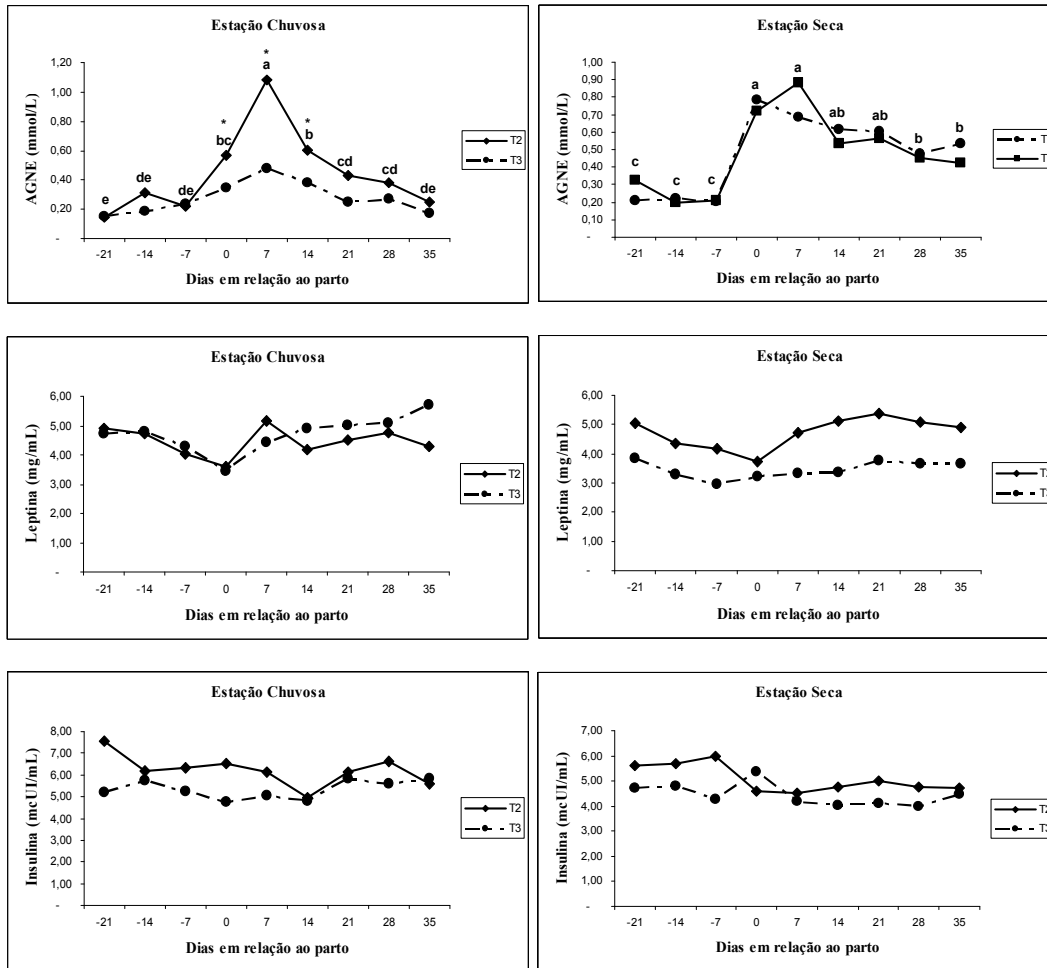 Estação Chuvosa
1,20
1,00
0,80
0,60
0,40
0,20
-
AGNE (mmol/L)
*
*
*
a
bc
b
de
de
e
cd
cd
de
T2
T3
-21 -14 -7 0 7 14 21 28 35
Dias em relação ao parto
Estação Seca
1,00
0,90
0,80
0,70
0,60
0,50
0,40
0,30
0,20
0,10
-
AGNE (mmol/L)
c
c
c
a
a
ab
ab
b
b
T
T
-21 -14 -7 0 7 14 21 28 35
Dias em relação ao parto
Estação Chuvosa
6,00
5,00
4,00
3,00
2,00
1,00
-
Leptina (mg/mL)
T2
T3
-21 -14 -7 0 7 14 21 28 35
Dias em relação ao parto
Estação Seca
6,00
5,00
4,00
3,00
2,00
1,00
-
Leptina (mg/mL)
-21 -14 -7 0 7 14 21 28 35
Dias em relação ao parto
Estação Chuvosa
8,00
7,00
6,00
5,00
4,00
3,00
2,00
1,00
-
Insulina (mcUI/mL)
T2
T3
-21 -14 -7 0 7 14 21 28 35
Dias em relação ao parto
Estação Seca
7,00
6,00
5,00
4,00
3,00
2,00
1,00
-
Insulina (mcUI/mL)
-21 -14 -7 0 7 14 21 28 35
Dias em relação ao parto